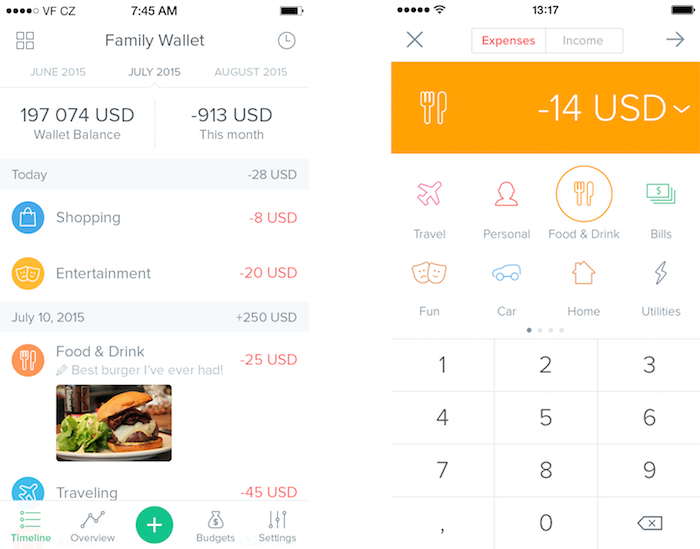 VF CZ 7:45 AM
Family Wallet
JUNE 2015 JULY 2015 AUGUST 2015
197 074 USD -913 USD
Wallet Balance This month
Today -28 USD
Shopping -8 USD
Entertainment -20 USD
July 10, 2015 +250 USD
Food & Drink -25 USD
Best burger I've ever had!
Traveling -45 USD
Timeline Overview Budgets Settings
13:17
Expenses Income
-14 USD
Travel Personal Food & Drink Bills
Fun Car Home Utilities
1 2 3
4 5 6
7 8 9
, 0